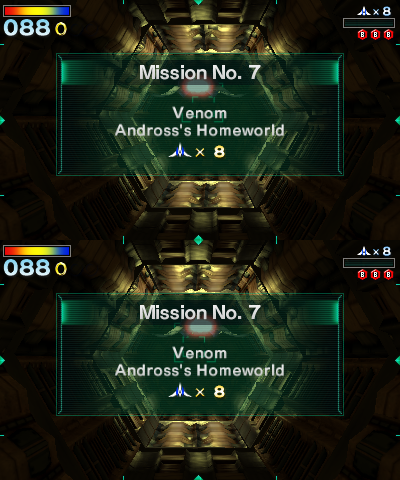 088 0
× 8
B B B
Mission No. 7
Venom
Andross's Homeworld
× 8
088 0
× 8
B B B
Mission No. 7
Venom
Andross's Homeworld
× 8